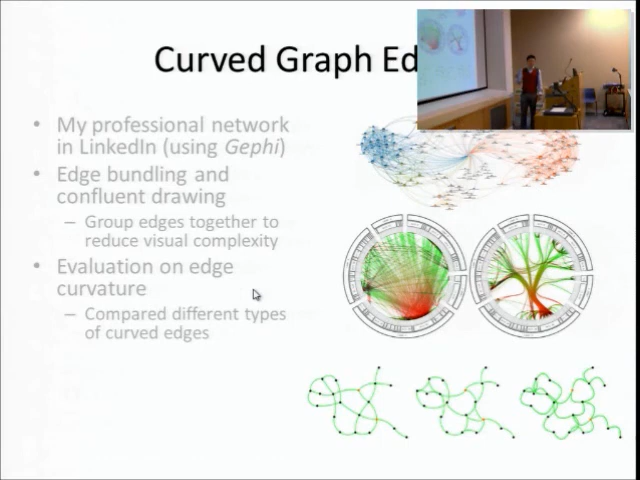 Curved Graph Ed
• My professional network
in LinkedIn (using Gephi)
• Edge bundling and
confluent drawing
– Group edges together to
reduce visual complexity
• Evaluation on edge
curvature
– Compared different types
of curved edges